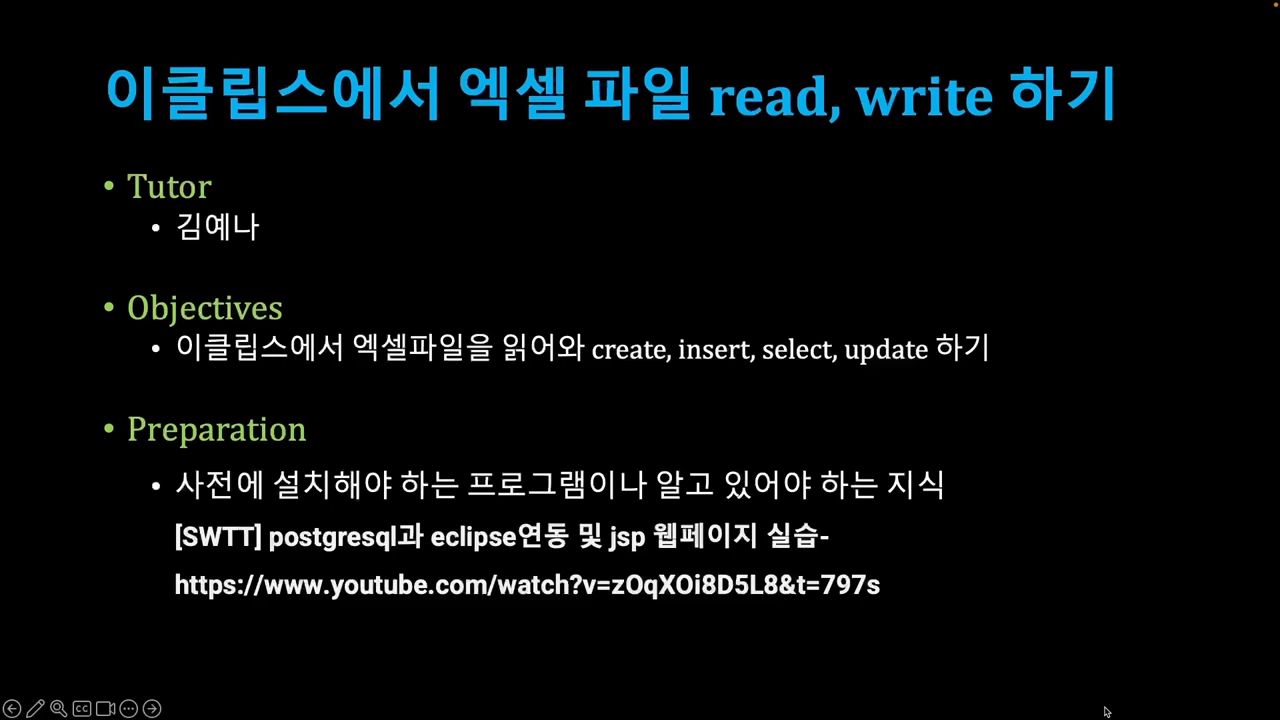 이클립스에서 엑셀 파일 read, write 하기
• Tutor
• 김예나
• Objectives
• 이클립스에서 엑셀파일을 읽어와 create, insert, select, update 하기
• Preparation
• 사전에 설치해야 하는 프로그램이나 알고 있어야 하는 지식
[SWTT] postgresql과 eclipse연동 및 jsp 웹페이지 실습-
https://www.youtube.com/watch?v=zOqXOi8D5L8&t=797s
CC